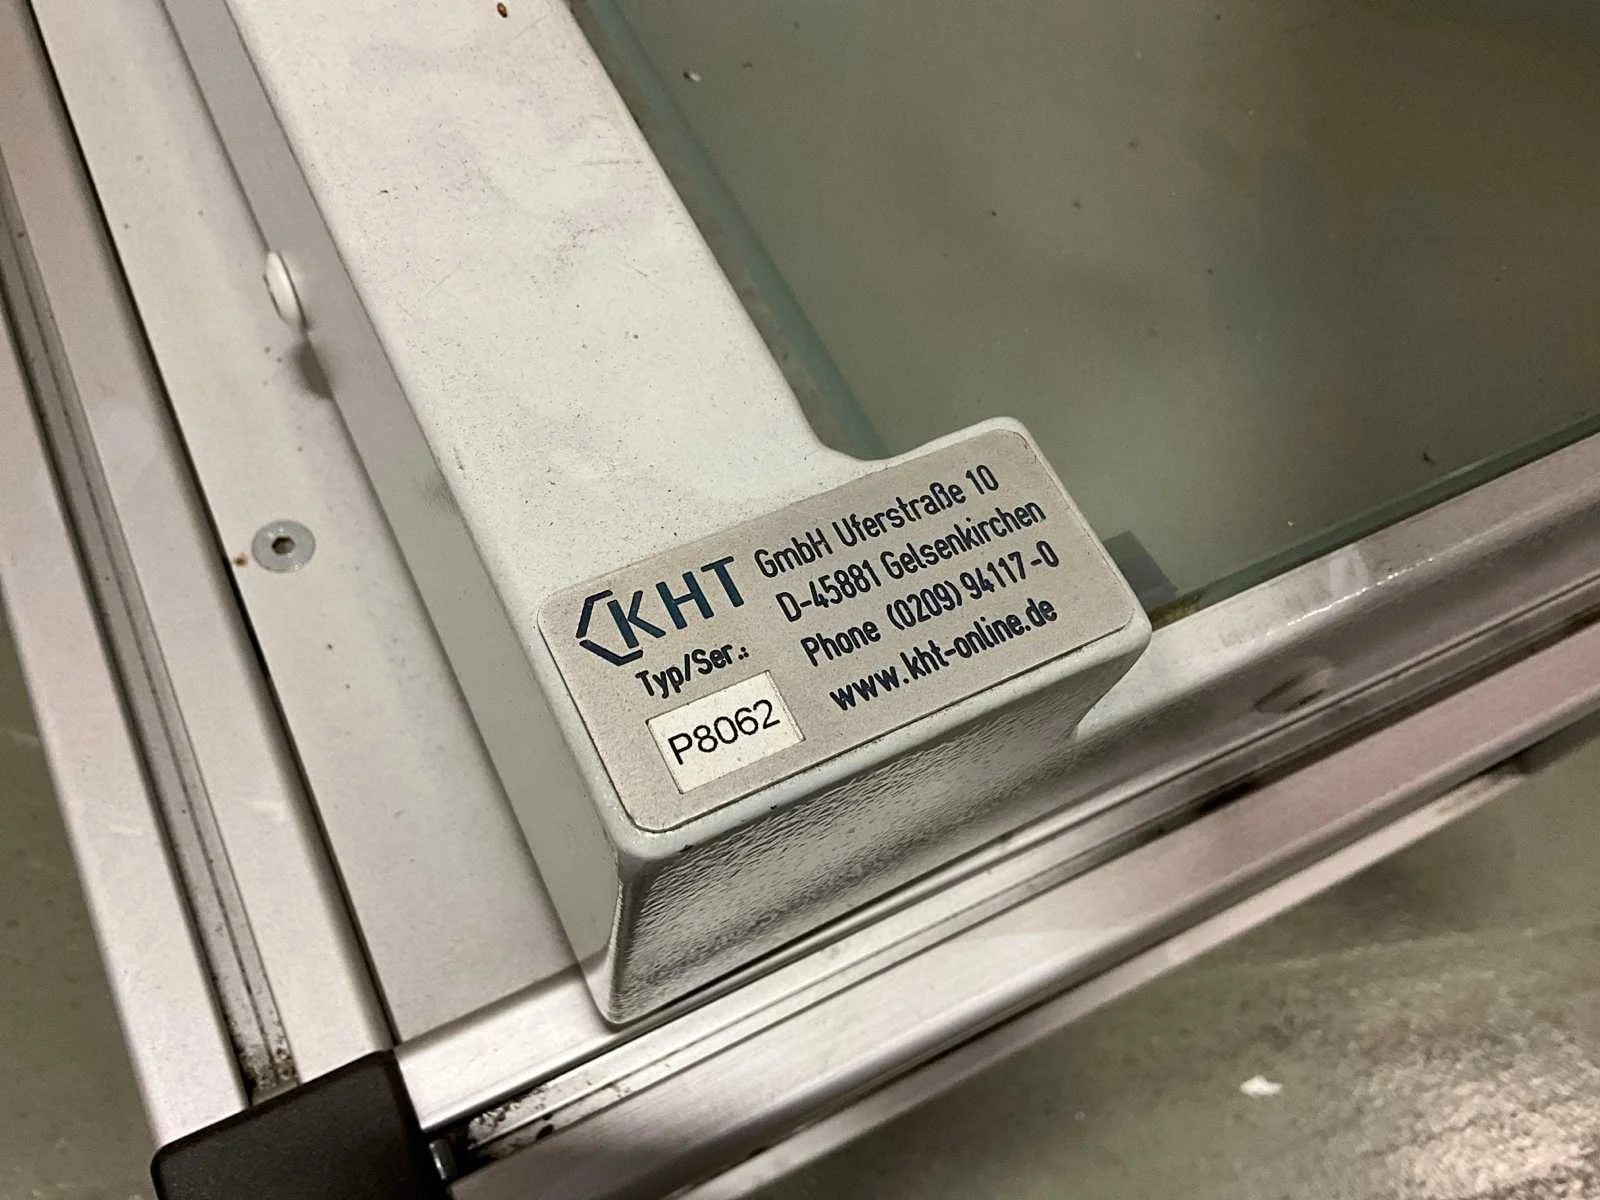 KHT GmbH Uferstraße 10
D-45881 Gelsenkirchen
Phone (0209) 94117-0
www.kht-online.de
Typ/Ser.:
P8062